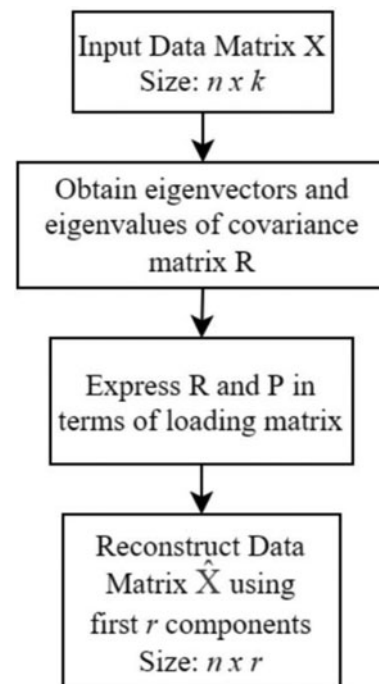 Input Data Matrix X
Size: n x k
Obtain eigenvectors and
eigenvalues of covariance
matrix R
Express R and P in
terms of loading matrix
Reconstruct Data
Matrix X̂ using
first r components
Size: n x r